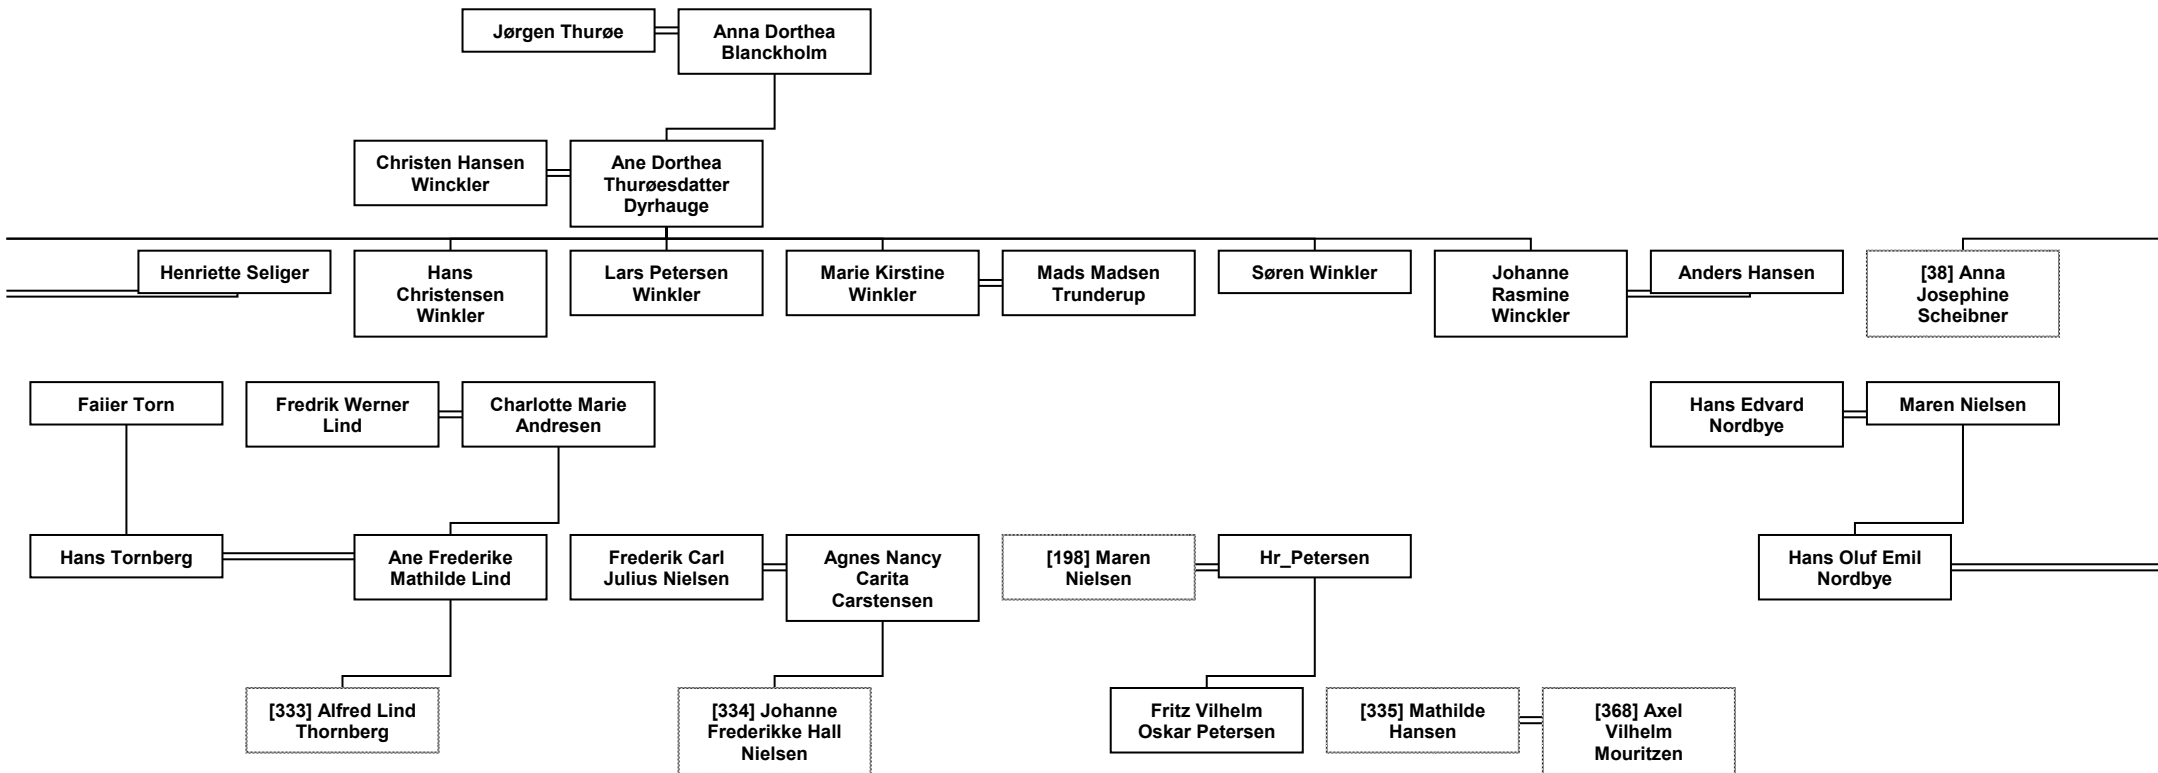 Jørgen Thurøe
Anna Dorthea
Blanckholm
Christen Hansen
Winckler
Ane Dorthea
Thurøesdatter
Dyrhauge
Henriette Seliger
Hans
Christensen
Winkler
Lars Petersen
Winkler
Marie Kirstine
Winkler
Mads Madsen
Trunderup
Søren Winkler
Johanne
Rasmine
Winckler
Anders Hansen
[38] Anna
Josephine
Scheibner
Faiier Torn
Fredrik Werner
Lind
Charlotte Marie
Andresen
Hans Edvard
Nordbye
Maren Nielsen
Hans Tornberg
Ane Frederike
Mathilde Lind
Frederik Carl
Julius Nielsen
Agnes Nancy
Carita
Carstensen
[198] Maren
Nielsen
Hr_Petersen
Hans Oluf Emil
Nordbye
[333] Alfred Lind
Thornberg
[334] Johanne
Frederikke Hall
Nielsen
Fritz Vilhelm
Oskar Petersen
[335] Mathilde
Hansen
[368] Axel
Vilhelm
Mouritzen